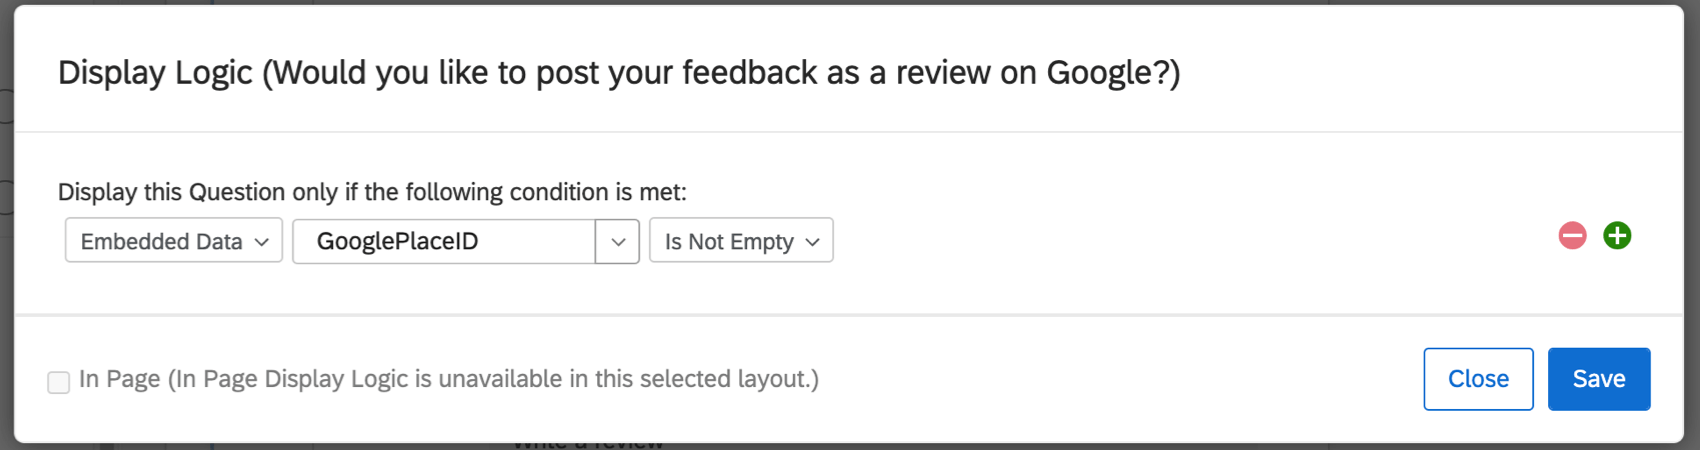 Display Logic (Would you like to post your feedback as a review on Google?)
Display this Question only if the following condition is met:
Embedded Data GooglePlaceID Is Not Empty
In Page (In Page Display Logic is unavailable in this selected layout.)
Close Save
Write a review